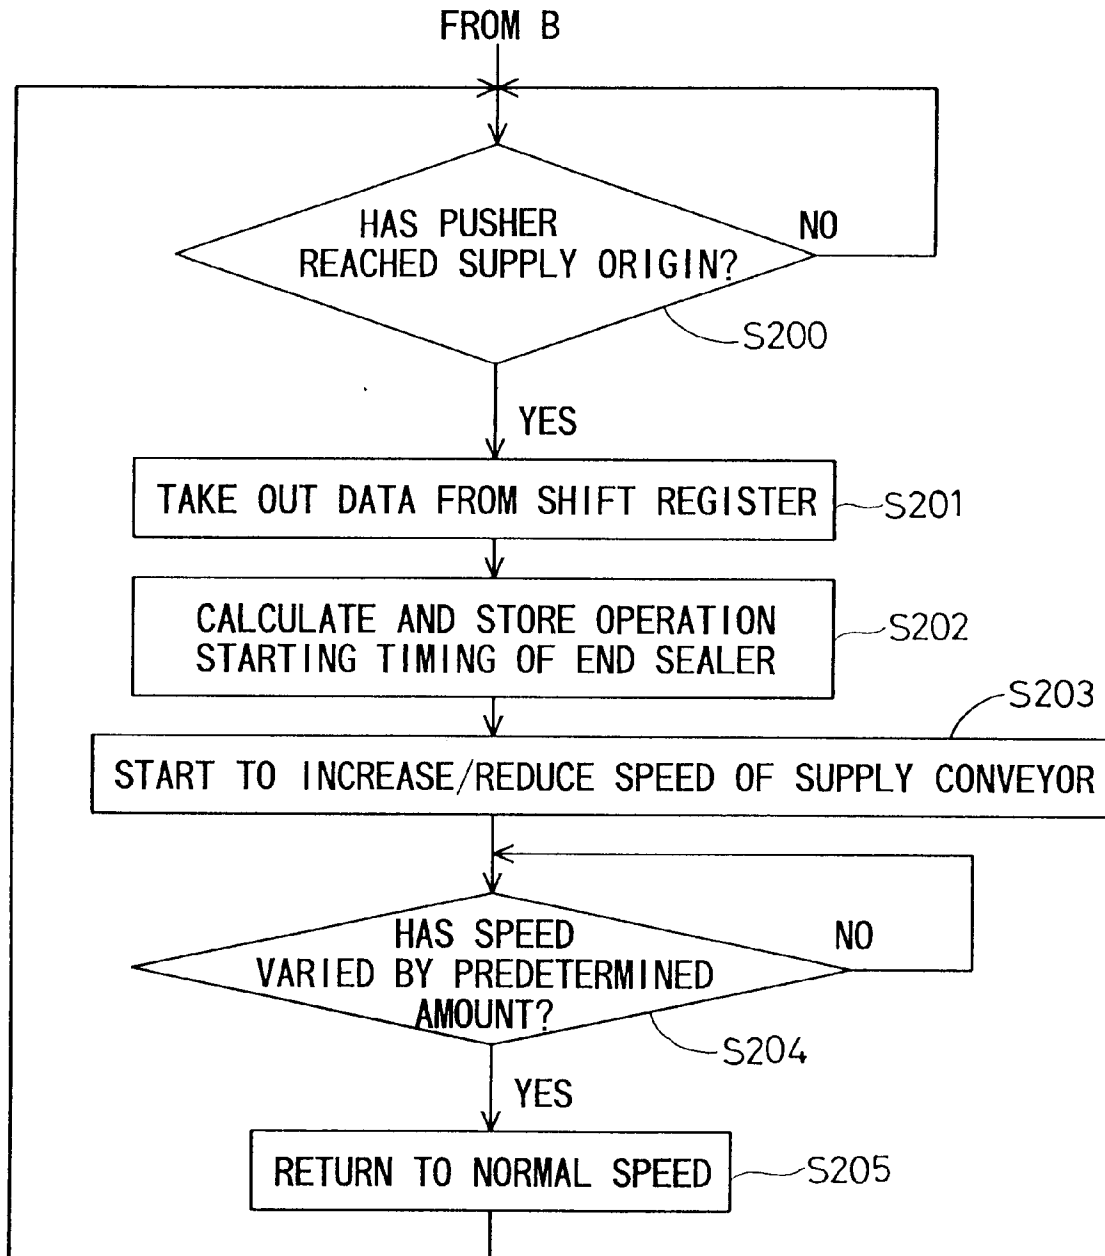 FROM B
HAS PUSHER
REACHED SUPPLY ORIGIN?
NO
S200
YES
TAKE OUT DATA FROM SHIFT REGISTER
S201
CALCULATE AND STORE OPERATION
STARTING TIMING OF END SEALER
S202
S203
START TO INCREASE/REDUCE SPEED OF SUPPLY CONVEYOR
HAS SPEED
VARIED BY PREDETERMINED
AMOUNT?
NO
S204
YES
RETURN TO NORMAL SPEED
S205